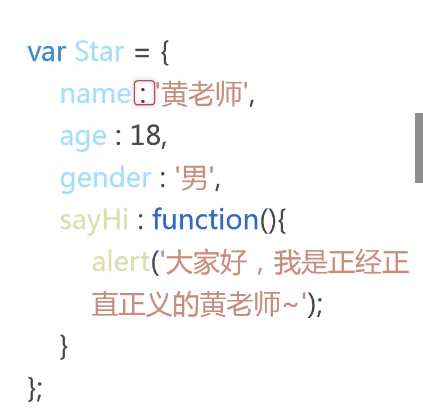 var Star = {
name : '黄老师',
age : 18,
gender : '男',
sayHi : function(){
alert('大家好，我是正经正
直正义的黄老师~');
}
};